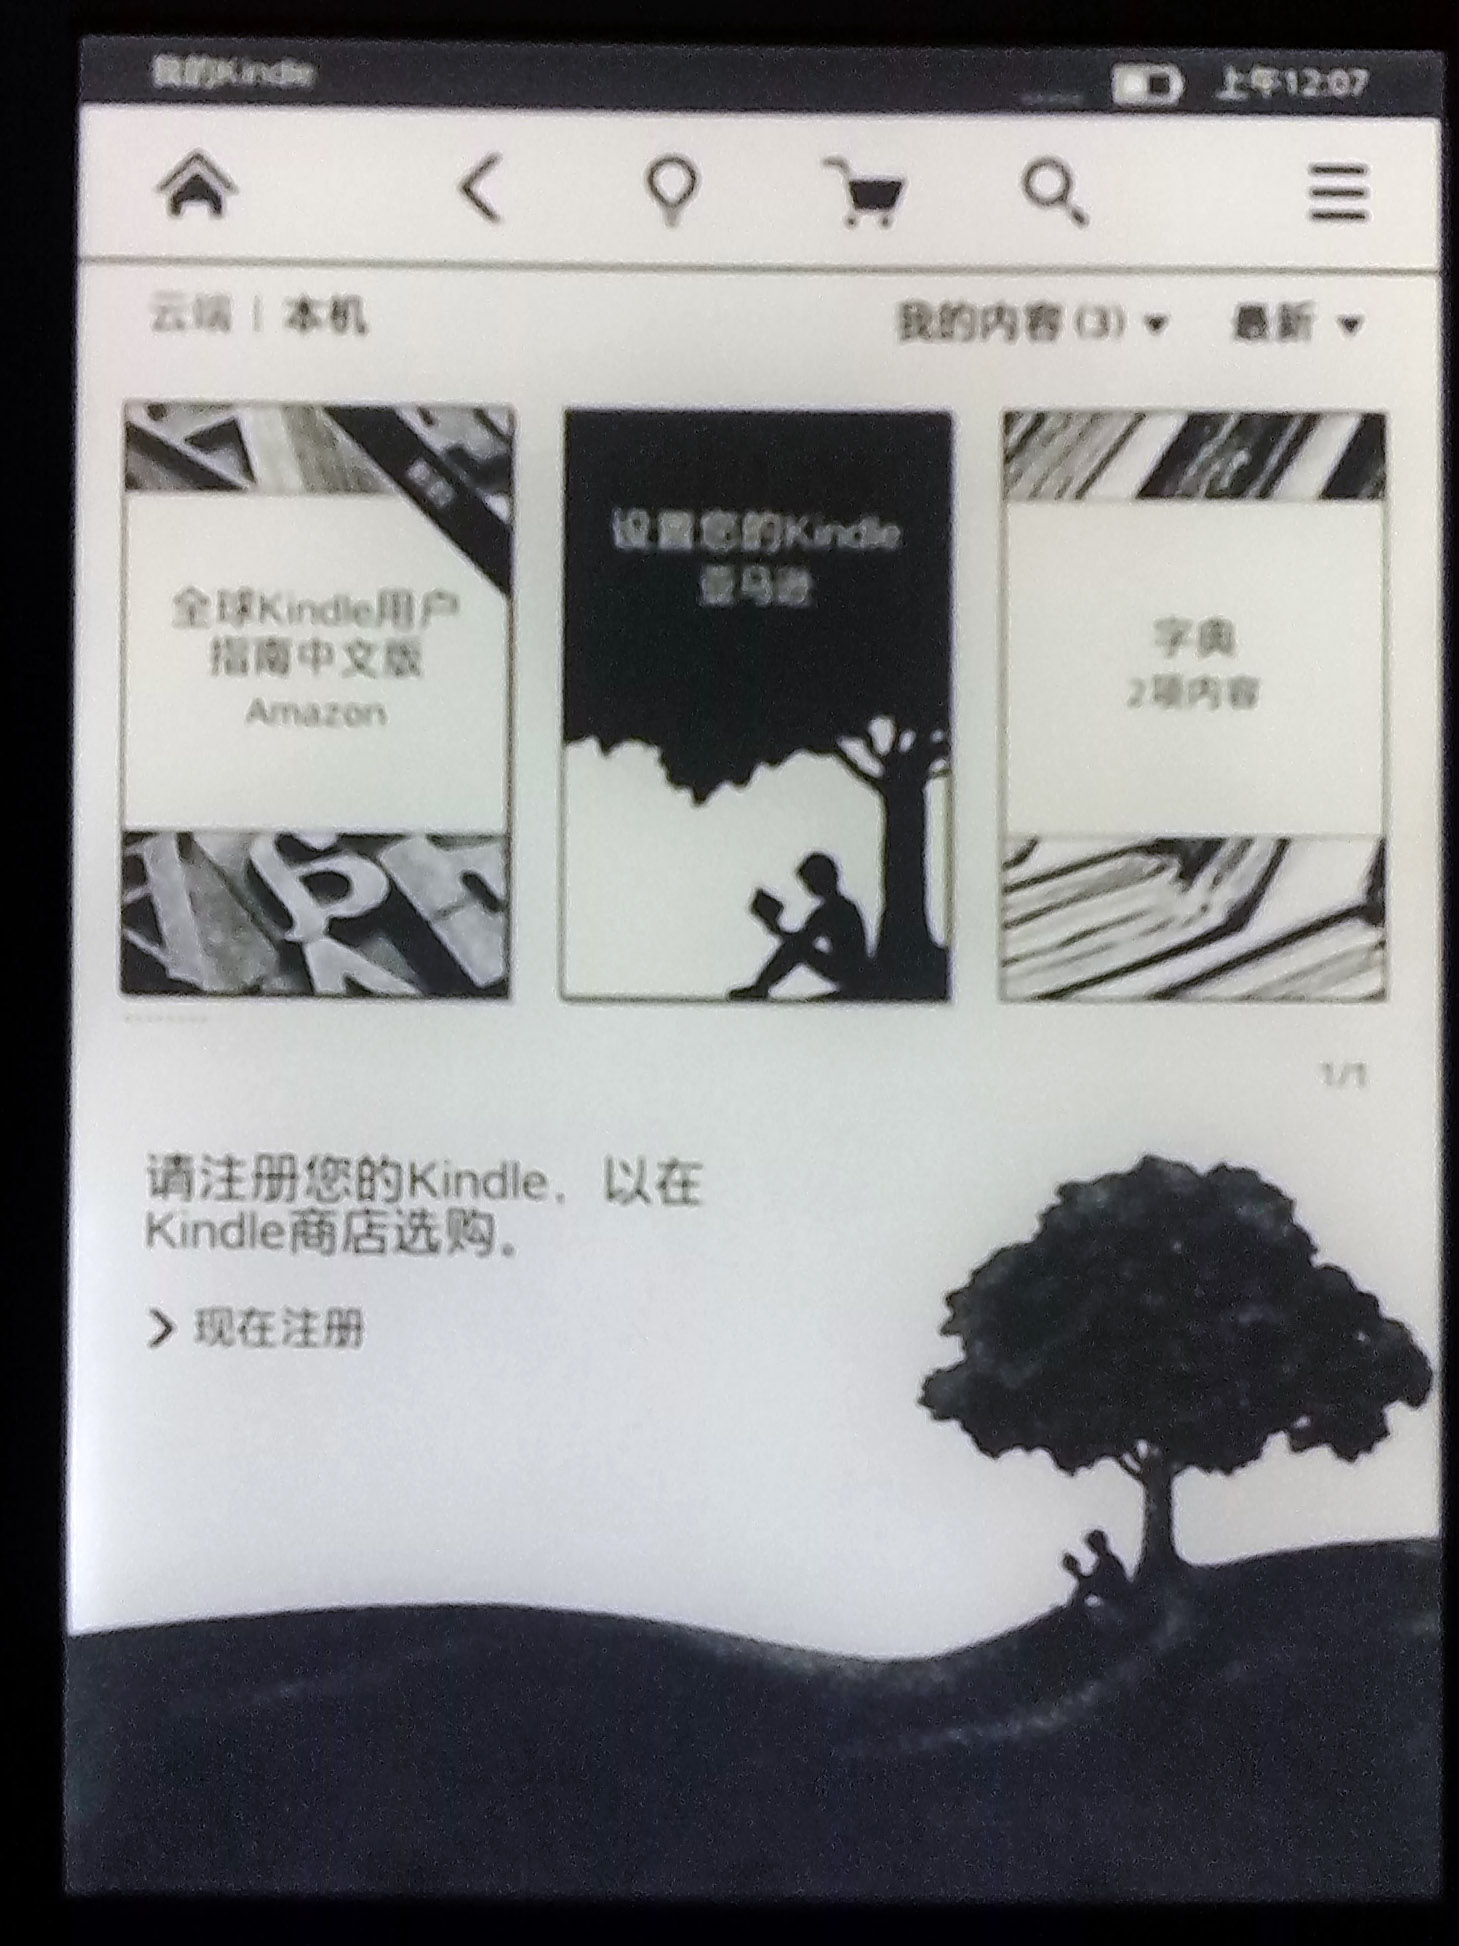 我的Kindle
上午12:07
云端 | 本机
我的内容 (3)
最新
全球Kindle用户
指南中文版
Amazon
设置您的Kindle
亚马逊
字典
2项内容
1/1
请注册您的Kindle，以在
Kindle商店选购。
现在注册